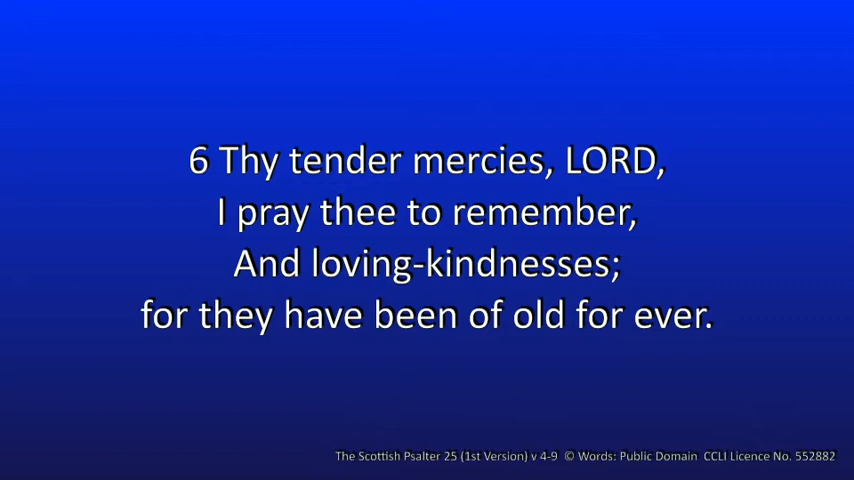 6 Thy tender mercies, LORD,
I pray thee to remember,
And loving-kindnesses;
for they have been of old for ever.
The Scottish Psalter 25 (1st Version) v 4-9 © Words: Public Domain CCLI Licence No. 552882